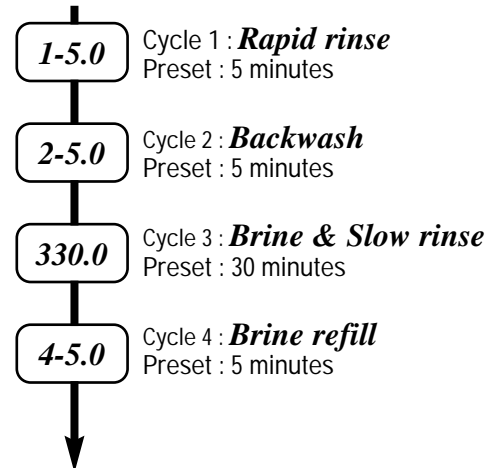 1-5.0
Cycle 1 : Rapid rinse
Preset : 5 minutes
2-5.0
Cycle 2 : Backwash
Preset : 5 minutes
330.0
Cycle 3 : Brine & Slow rinse
Preset : 30 minutes
4-5.0
Cycle 4 : Brine refill
Preset : 5 minutes